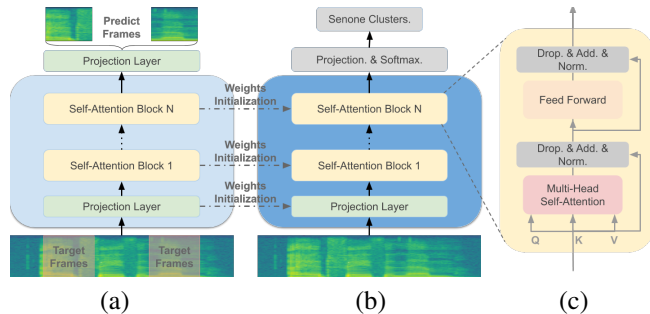 Predict
Frames
Projection Layer
Self-Attention Block N
Self-Attention Block 1
Projection Layer
Target
Frames
Target
Frames
(a)
Weights
Initialization
Weights
Initialization
Weights
Initialization
Senone Clusters.
Projection. & Softmax.
Self-Attention Block N
Self-Attention Block 1
Projection Layer
(b)
Drop. & Add. &
Norm.
Feed Forward
Drop. & Add. &
Norm.
Multi-Head
Self-Attention
Q K V
(c)